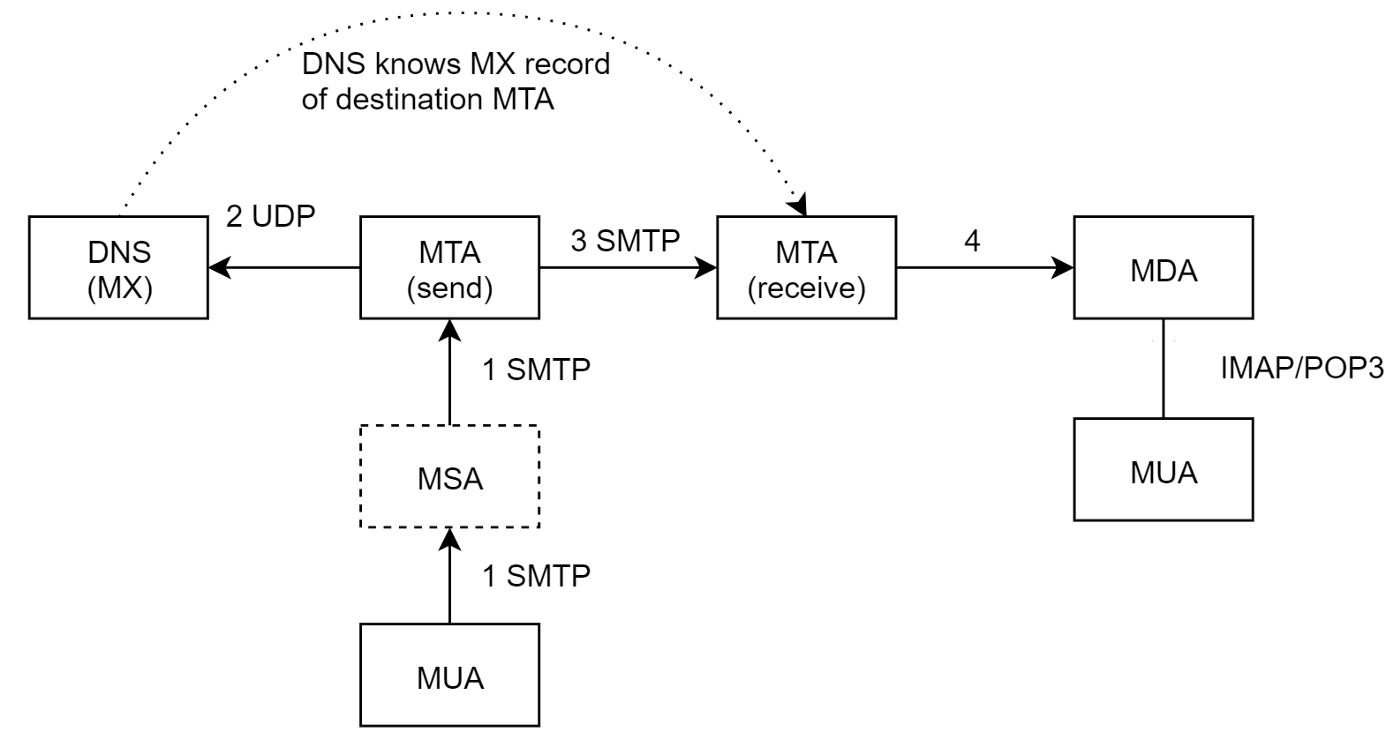 DNS knows MX record
of destination MTA
2 UDP
3 SMTP
4
DNS
(MX)
MTA
(send)
MTA
(receive)
MDA
1 SMTP
IMAP/POP3
MSA
MUA
1 SMTP
MUA